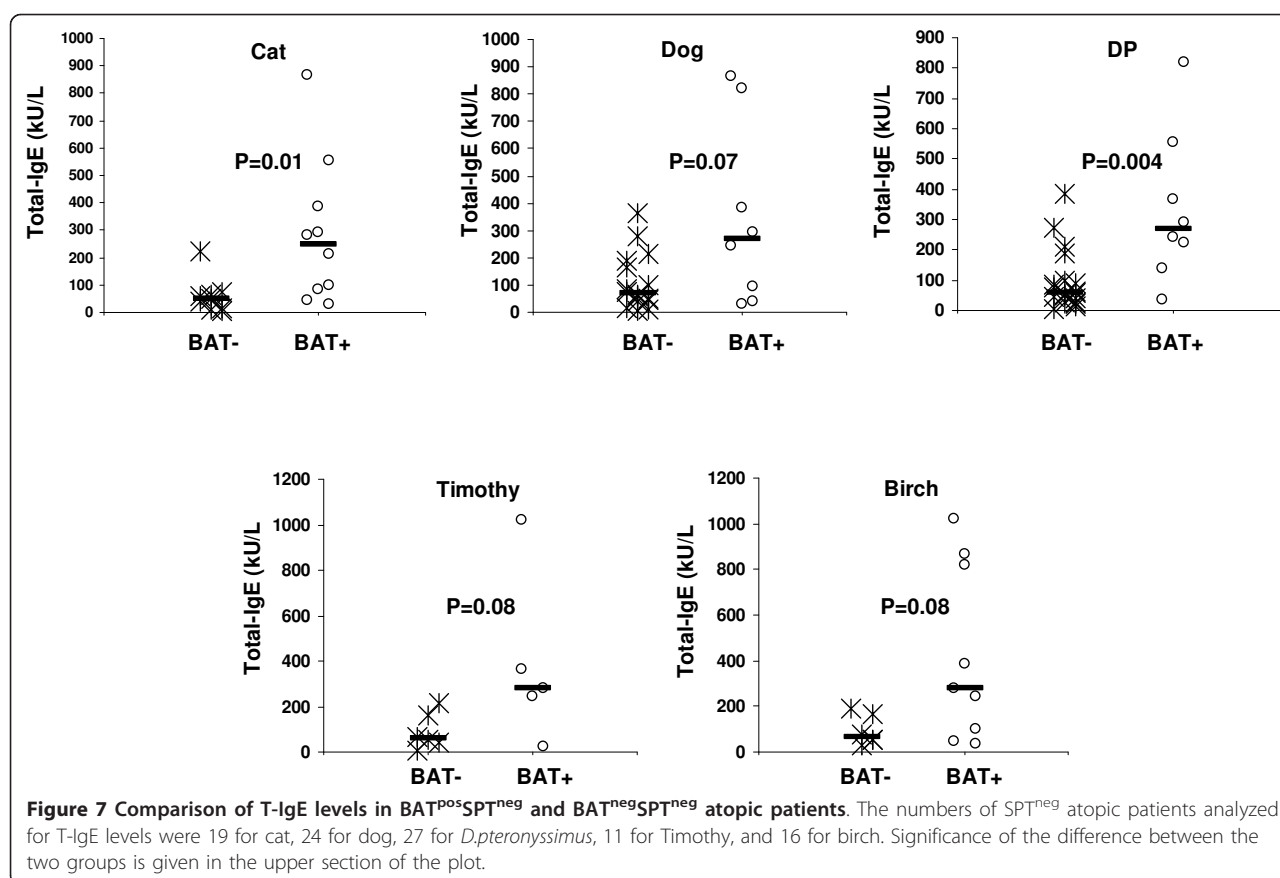 Cat
Total-IgE (kU/L)
1000
900
800
700
600
500
400
300
200
100
0
P=0.01
BAT- BAT+
Dog
Total-IgE (kU/L)
1000
900
800
700
600
500
400
300
200
100
0
P=0.07
BAT- BAT+
DP
Total-IgE (kU/L)
900
800
700
600
500
400
300
200
100
0
P=0.004
BAT- BAT+
Timothy
Total-IgE (kU/L)
1200
1000
800
600
400
200
0
P=0.08
BAT- BAT+
Birch
Total-IgE (kU/L)
1200
1000
800
600
400
200
0
P=0.08
BAT- BAT+
Figure 7 Comparison of T-IgE levels in BATposSPTneg and BATnegSPTneg atopic patients. The numbers of SPTneg atopic patients analyzed
for T-IgE levels were 19 for cat, 24 for dog, 27 for D.pteronyssimus, 11 for Timothy, and 16 for birch. Significance of the difference between the
two groups is given in the upper section of the plot.